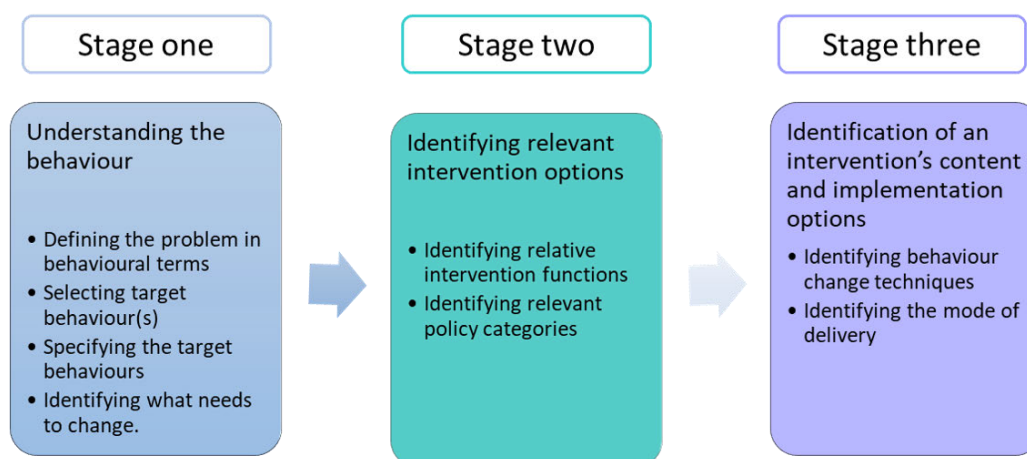 Stage one
Understanding the
behaviour
• Defining the problem in
behavioural terms
• Selecting target
behaviour(s)
• Specifying the target
behaviours
• Identifying what needs
to change.
Stage two
Identifying relevant
intervention options
• Identifying relative
intervention functions
• Identifying relevant
policy categories
Stage three
Identification of an
intervention’s content
and implementation
options
• Identifying behaviour
change techniques
• Identifying the mode of
delivery